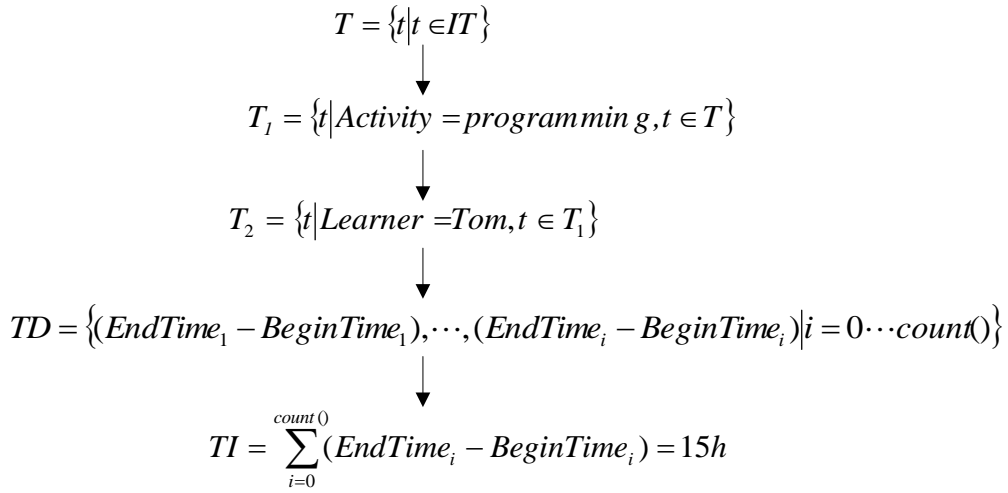 T = {t|t ∈ IT}
T₁ = {t|Activity = programming, t ∈ T}
T₂ = {t|Learner = Tom, t ∈ T₁}
TD = {(EndTime₁ − BeginTime₁), ⋯, (EndTimeᵢ − BeginTimeᵢ)|i = 0⋯count()}
TI = ∑_{i=0}^{count()} (EndTimeᵢ − BeginTimeᵢ) = 15h